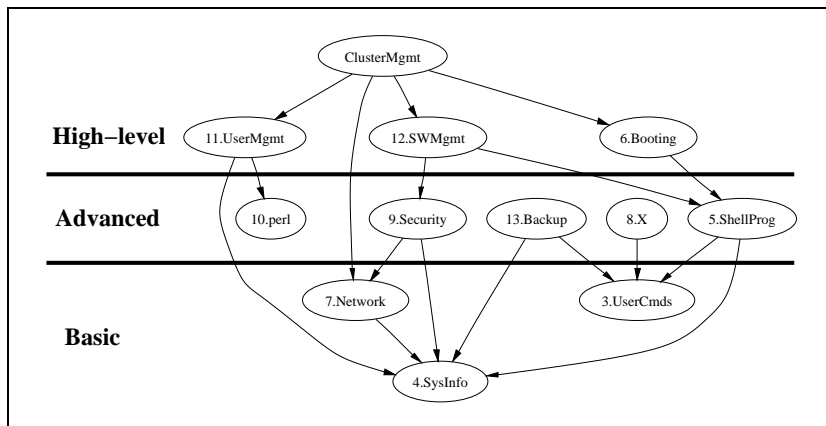 ClusterMgmt
High-level
11.UserMgmt
12.SWMgmt
6.Booting
Advanced
10.perl
9.Security
13.Backup
8.X
5.ShellProg
7.Network
3.UserCmds
Basic
4.SysInfo